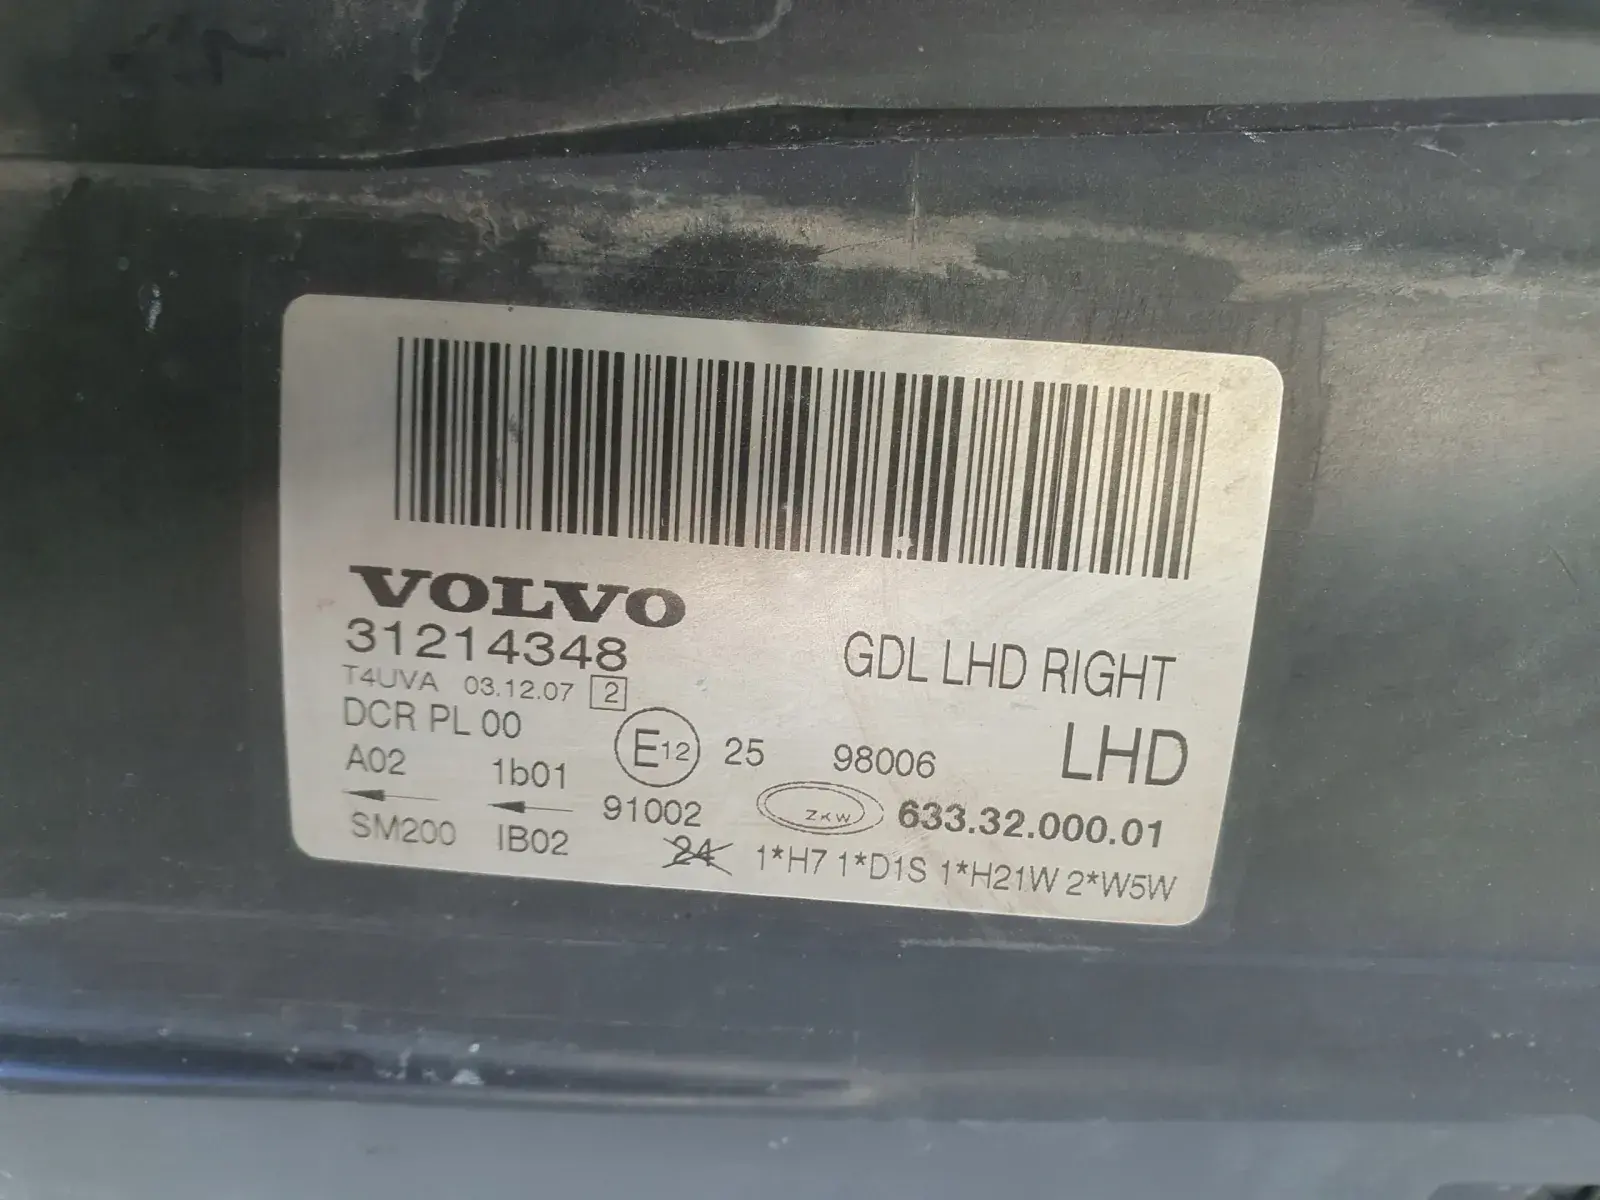 VOLVO
31214348
GDL LHD RIGHT
T4UVA 03.12.07 2
DCR PL 00
E12 25 98006 LHD
A02 1b01
91002 ZKW 633.32.000.01
SM200 IB02
24 1*H7 1*D1S 1*H21W 2*W5W